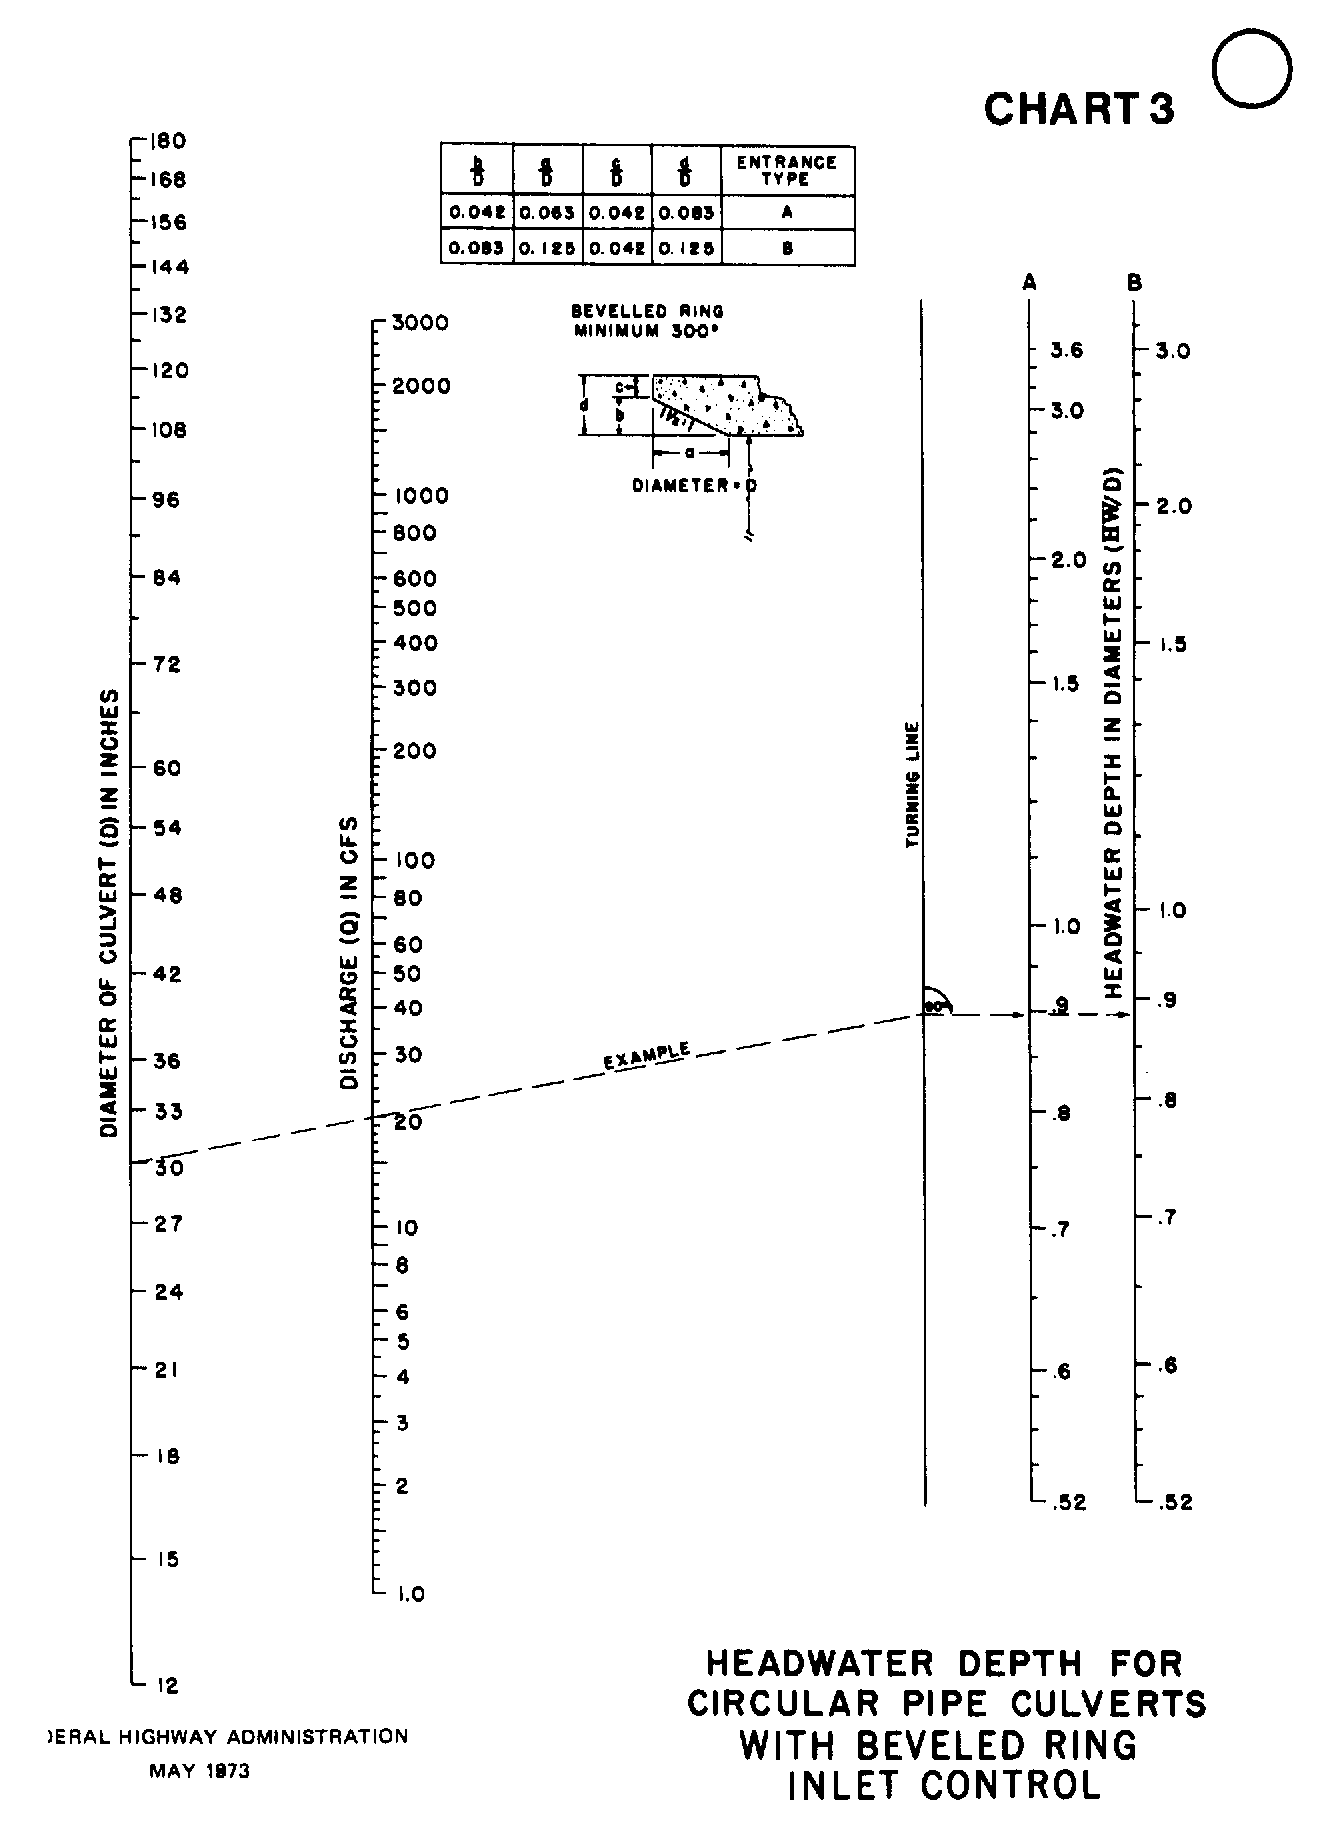 CHART 3
b/D a/D c/D d/D ENTRANCE TYPE
0.042 0.063 0.042 0.083 A
0.083 0.125 0.042 0.125 B
BEVELLED RING
MINIMUM 300°
d
c
b
a
DIAMETER = D
DIAMETER OF CULVERT (D) IN INCHES
180
168
156
144
132
120
108
96
84
72
60
54
48
42
36
33
30
27
24
21
18
15
12
DISCHARGE (Q) IN CFS
3000
2000
1000
800
600
500
400
300
200
100
80
60
50
40
30
20
10
8
6
5
4
3
2
1.0
EXAMPLE
TURNING LINE
90°
A
3.6
3.0
2.0
1.5
1.0
.9
.8
.7
.6
.52
HEADWATER DEPTH IN DIAMETERS (HW/D)
B
3.0
2.0
1.5
1.0
.9
.8
.7
.6
.52
HEADWATER DEPTH FOR
CIRCULAR PIPE CULVERTS
WITH BEVELED RING
INLET CONTROL
ERAL HIGHWAY ADMINISTRATION
MAY 1973